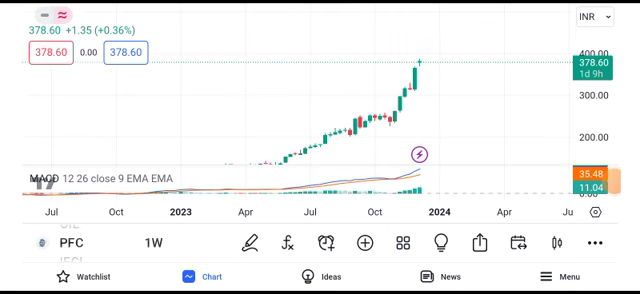 INR
378.60 +1.35 (+0.36%)
378.60 0.00 378.60
400.00
378.60
1d 9h
300.00
200.00
MACD 12 26 close 9 EMA EMA
35.48
11.04
Jul Oct 2023 Apr Jul Oct 2024 Apr Ju
PFC 1W
Watchlist Chart Ideas News Menu